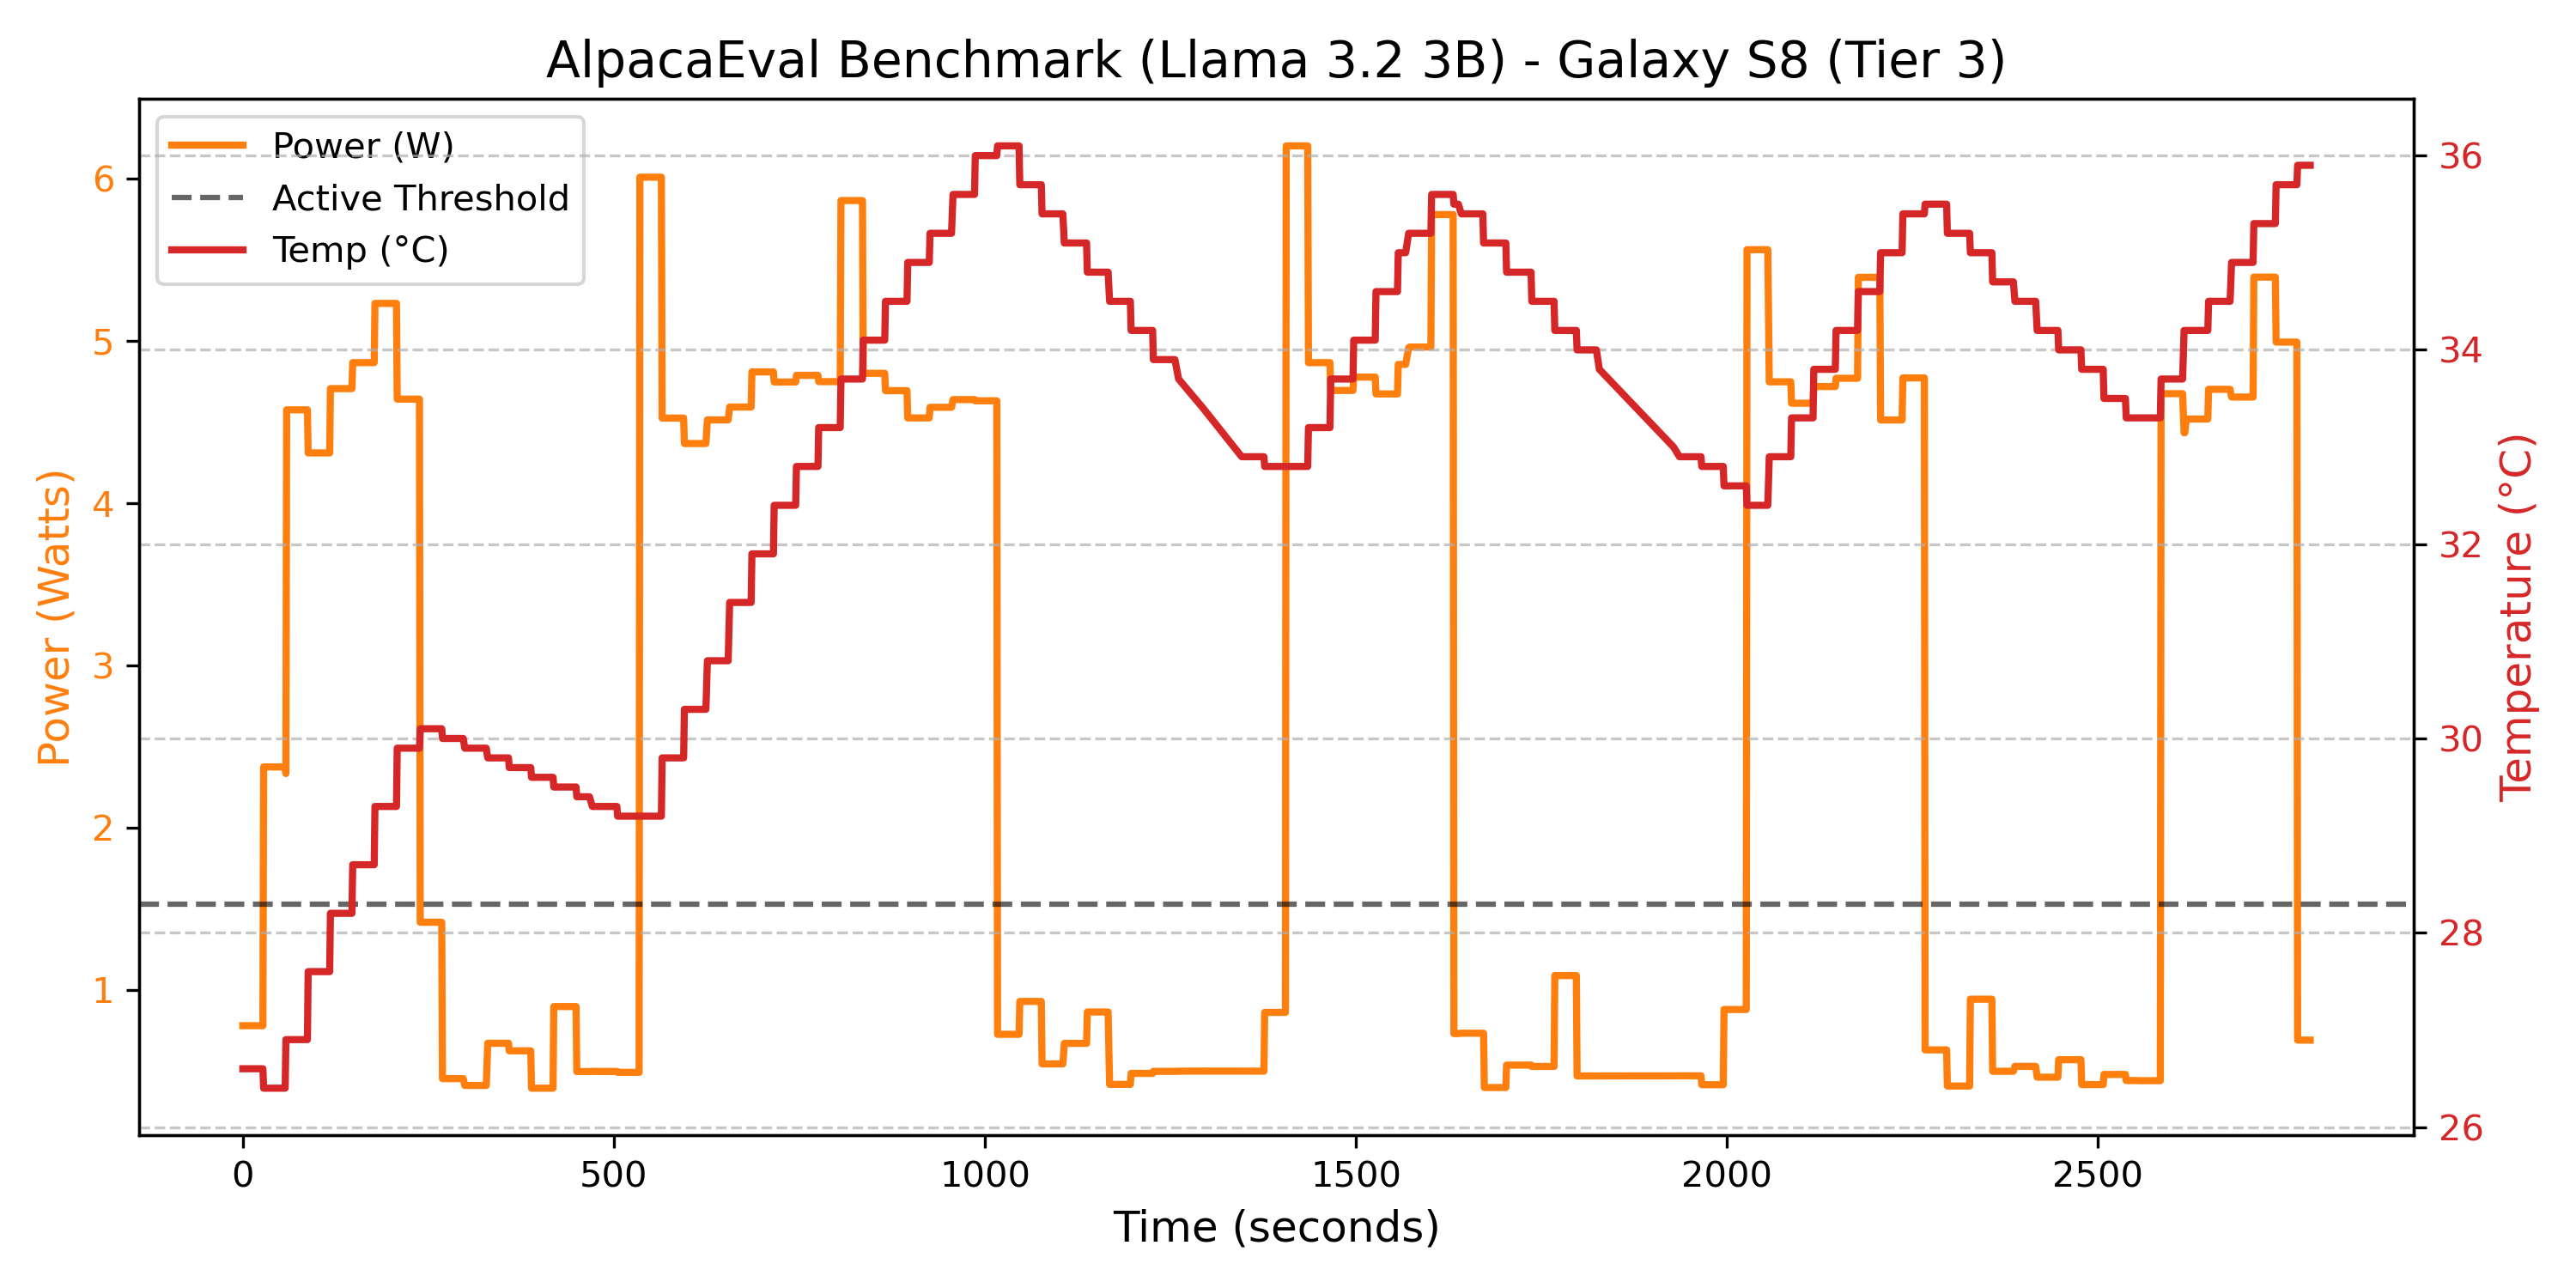 AlpacaEval Benchmark (Llama 3.2 3B) - Galaxy S8 (Tier 3)
Power (W)
Active Threshold
Temp (°C)
Power (Watts)
6
5
4
3
2
1
36
34
32
30
28
26
Temperature (°C)
0 500 1000 1500 2000 2500
Time (seconds)